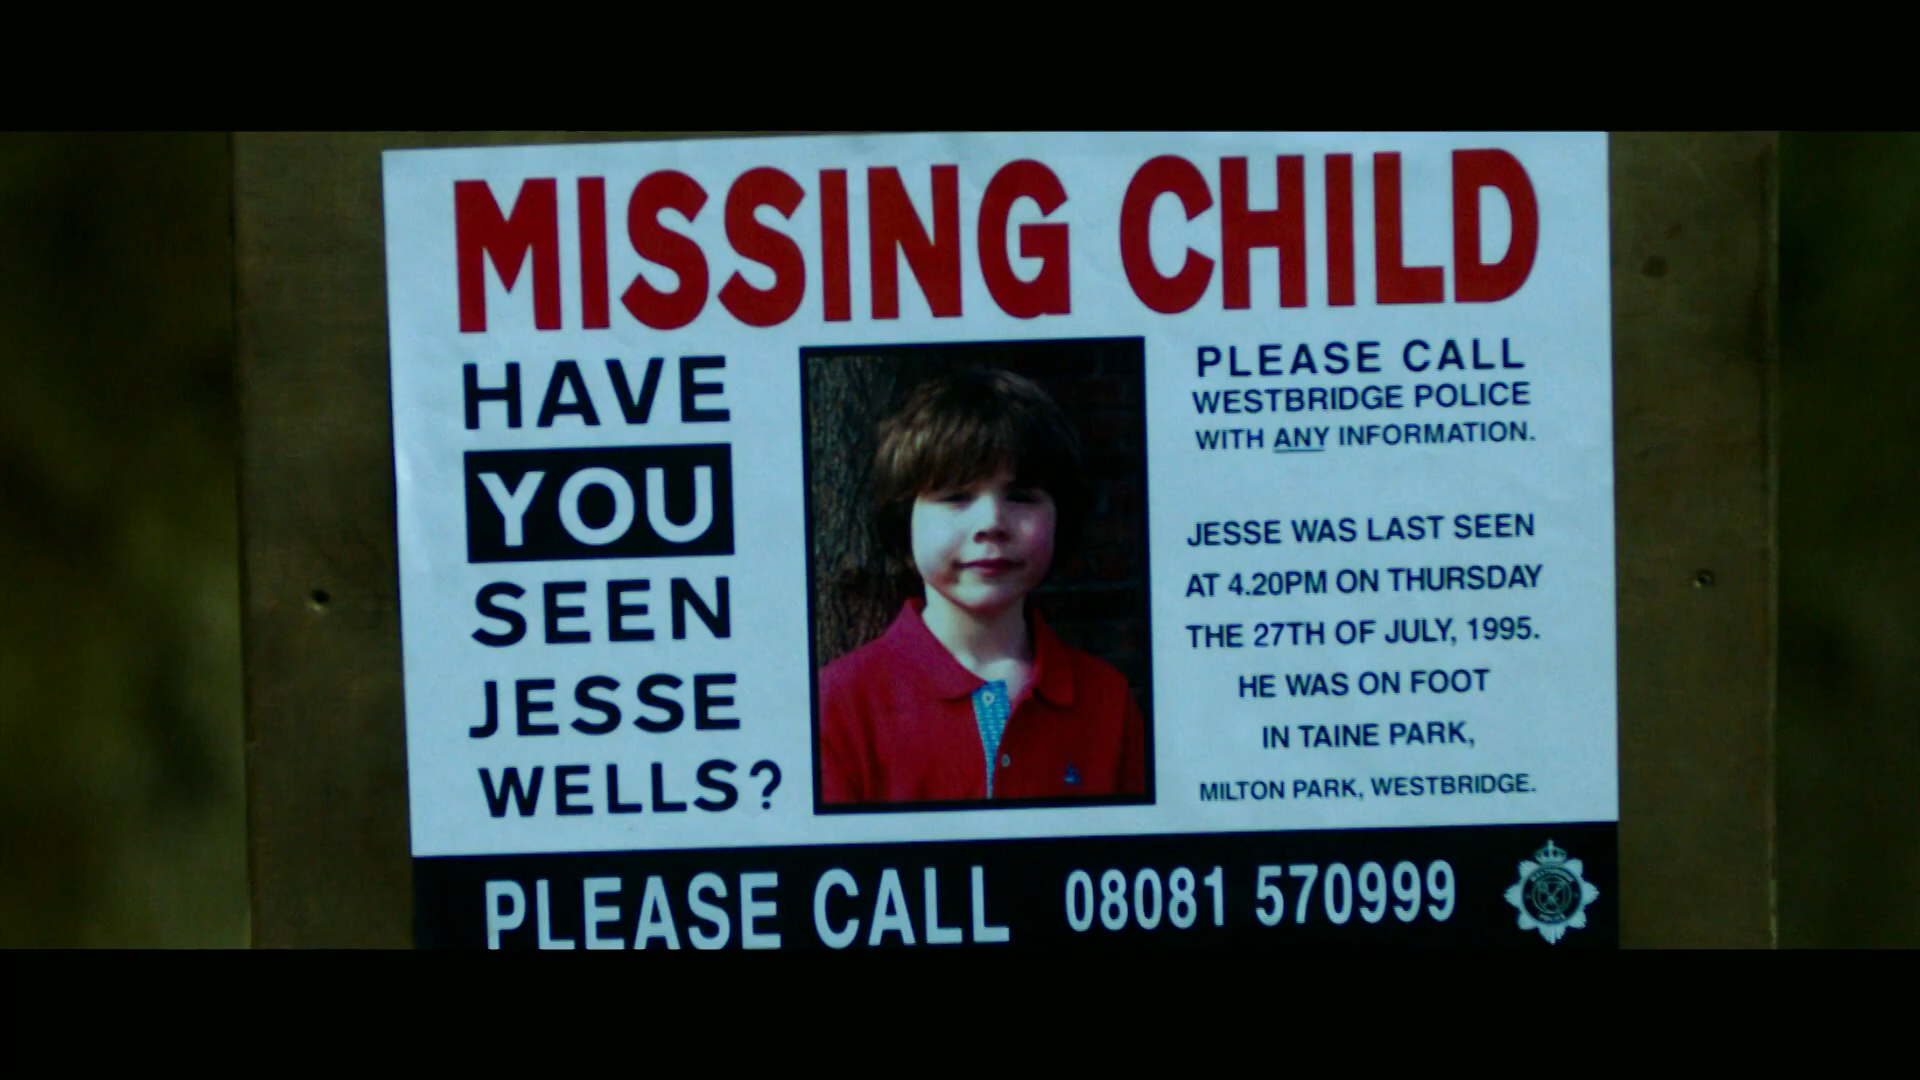 MISSING CHILD
HAVE
YOU
SEEN
JESSE
WELLS?
PLEASE CALL
WESTBRIDGE POLICE
WITH ANY INFORMATION.
JESSE WAS LAST SEEN
AT 4.20PM ON THURSDAY
THE 27TH OF JULY, 1995.
HE WAS ON FOOT
IN TAINE PARK,
MILTON PARK, WESTBRIDGE.
PLEASE CALL 08081 570999